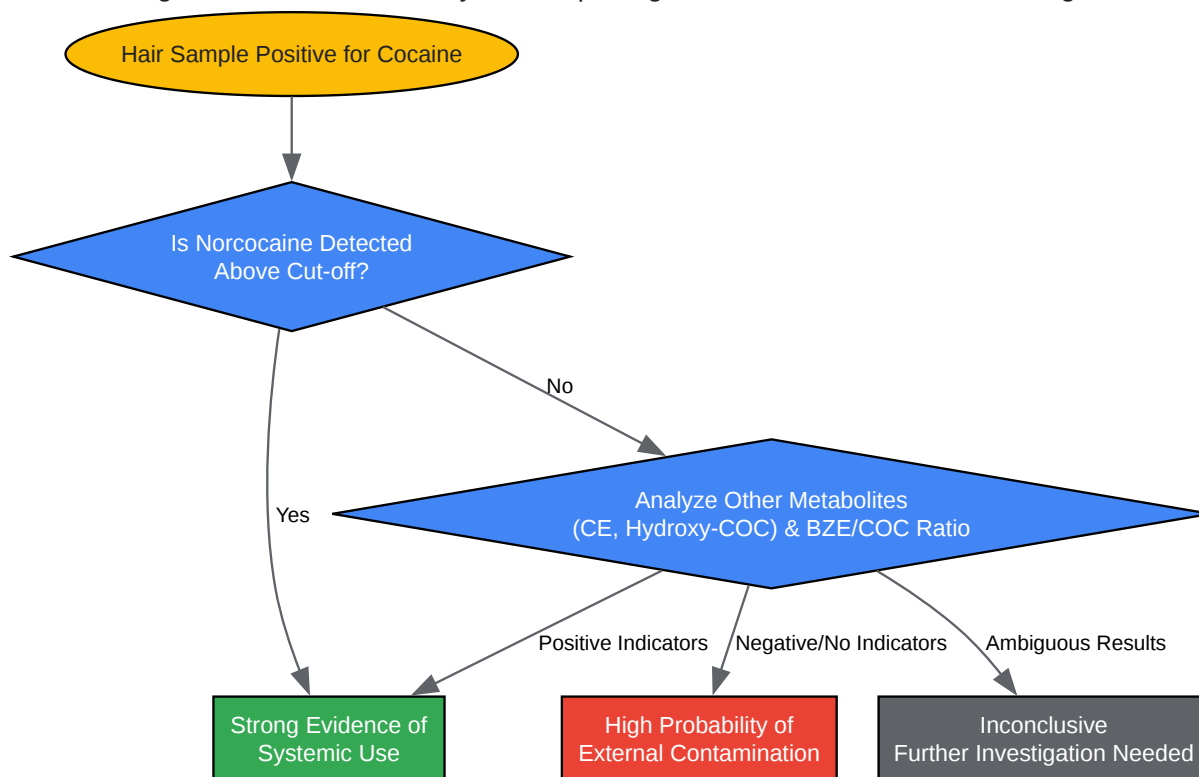 Hair Sample Positive for Cocaine
Is Norcocaine Detected
Above Cut-off?
No
Yes
Analyze Other Metabolites
(CE, Hydroxy-COC) & BZE/COC Ratio
Positive Indicators
Negative/No Indicators
Ambiguous Results
Strong Evidence of
Systemic Use
High Probability of
External Contamination
Inconclusive
Further Investigation Needed